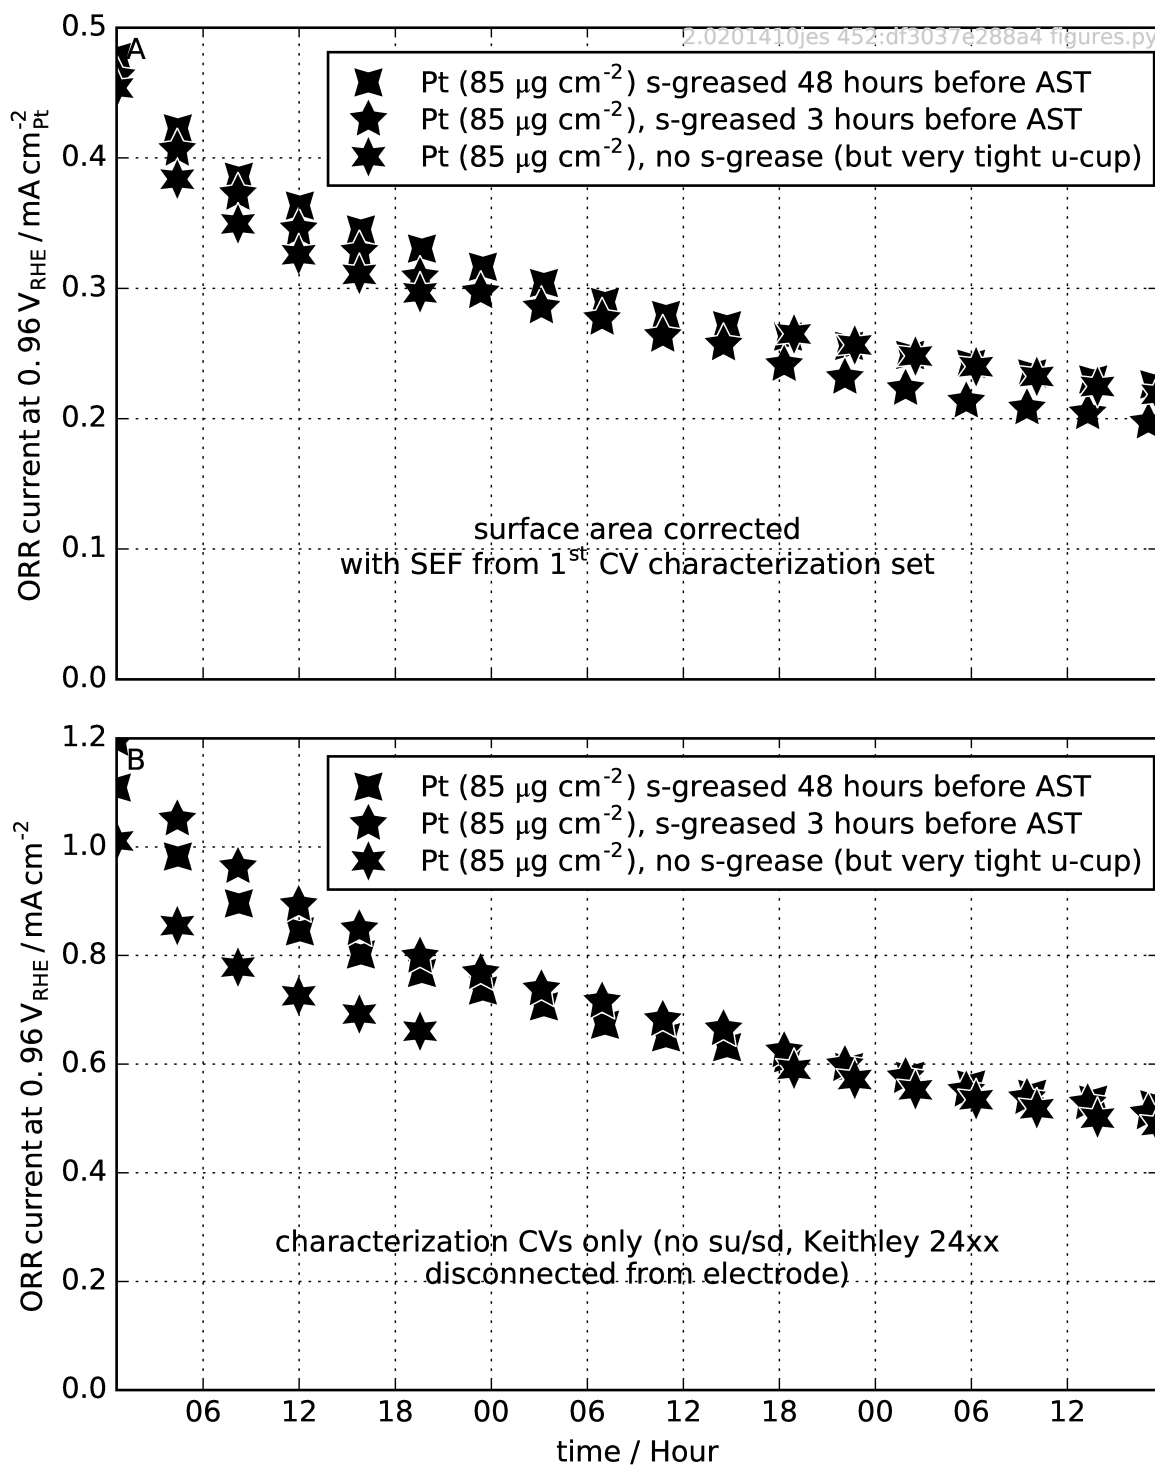 2.0201410jes 452:df3037e288a4 figures.py
A
Pt (85 μg cm-2) s-greased 48 hours before AST
Pt (85 μg cm-2), s-greased 3 hours before AST
Pt (85 μg cm-2), no s-grease (but very tight u-cup)
0.5
0.4
0.3
0.2
0.1
0.0
ORR current at 0.96 VRHE / mA cm-2Pt
surface area corrected
with SEF from 1st CV characterization set
B
Pt (85 μg cm-2) s-greased 48 hours before AST
Pt (85 μg cm-2), s-greased 3 hours before AST
Pt (85 μg cm-2), no s-grease (but very tight u-cup)
1.2
1.0
0.8
0.6
0.4
0.2
0.0
ORR current at 0.96 VRHE / mA cm-2
characterization CVs only (no su/sd, Keithley 24xx
disconnected from electrode)
06 12 18 00 06 12 18 00 06 12
time / Hour